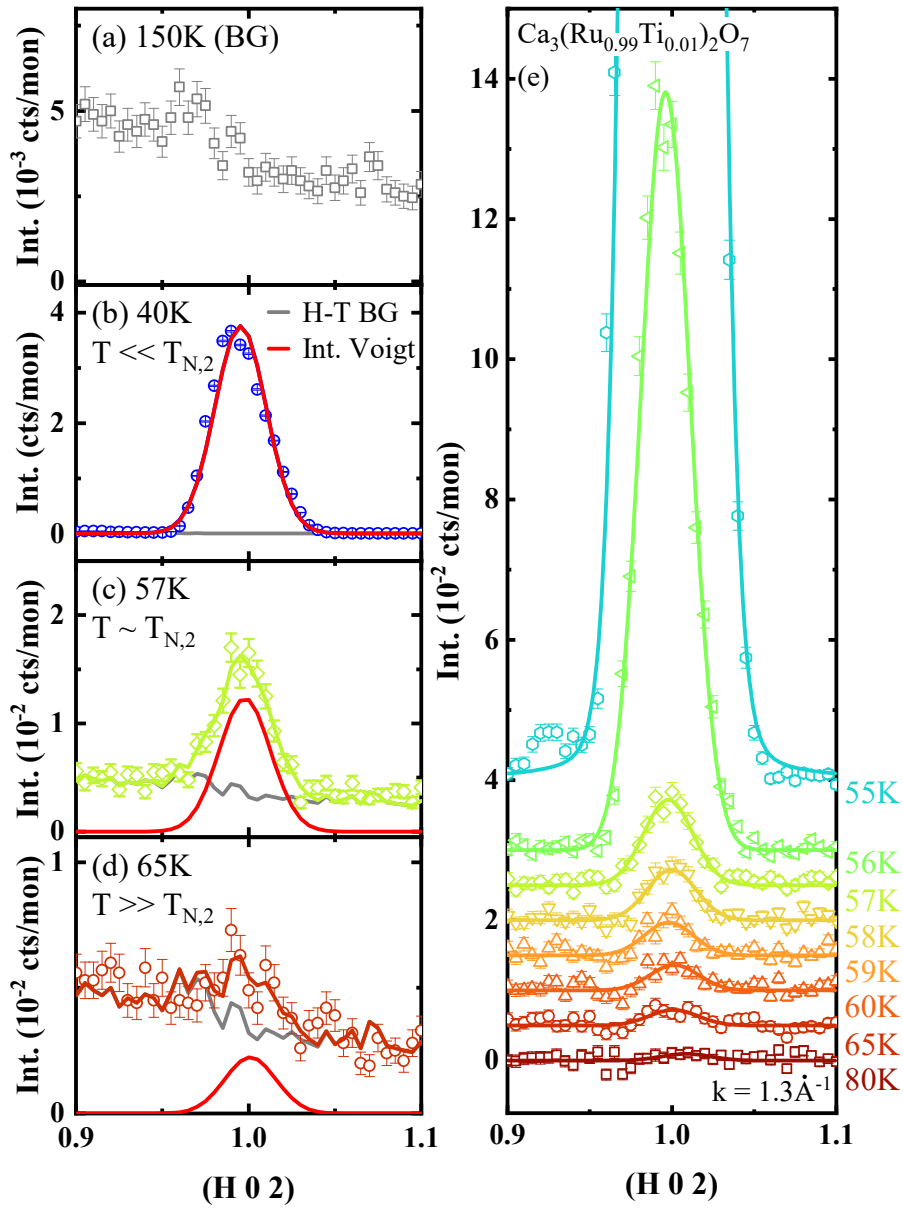 (a) 150K (BG)
5
0
Int. (10⁻³ cts/mon)
(b) 40K
T << T_N,2
H-T BG
Int. Voigt
4
2
0
Int. (cts/mon)
(c) 57K
T ~ T_N,2
2
1
0
Int. (10⁻² cts/mon)
(d) 65K
T >> T_N,2
1
0
Int. (10⁻² cts/mon)
0.9 1.0 1.1
(H 0 2)
Ca₃(Ru₀.₉₉Ti₀.₀₁)₂O₇
(e)
14
12
10
8
6
4
2
0
Int. (10⁻² cts/mon)
55K
56K
57K
58K
59K
60K
65K
80K
k = 1.3Å⁻¹
0.9 1.0 1.1
(H 0 2)